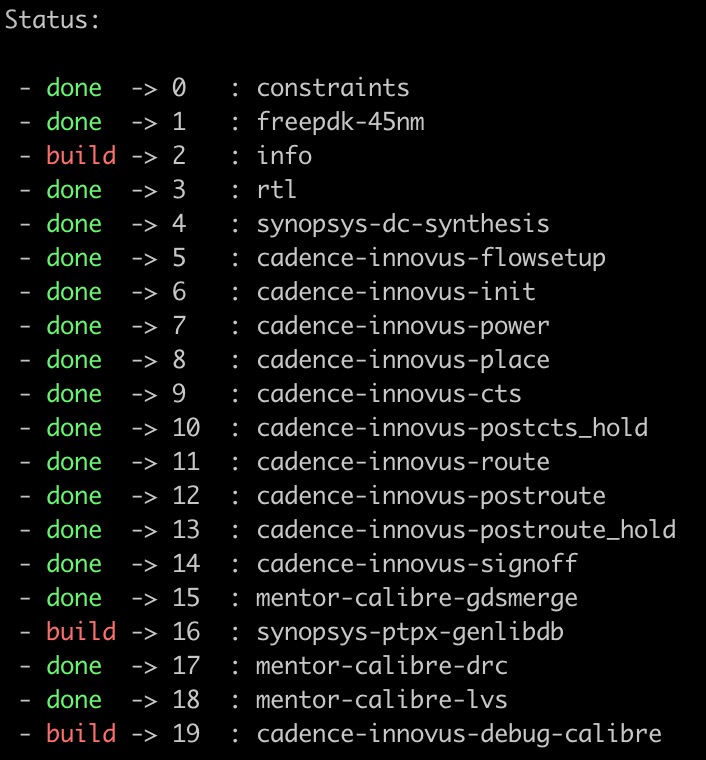 Status:
- done -> 0 : constraints
- done -> 1 : freepdk-45nm
- build -> 2 : info
- done -> 3 : rtl
- done -> 4 : synopsys-dc-synthesis
- done -> 5 : cadence-innovus-flowsetup
- done -> 6 : cadence-innovus-init
- done -> 7 : cadence-innovus-power
- done -> 8 : cadence-innovus-place
- done -> 9 : cadence-innovus-cts
- done -> 10 : cadence-innovus-postcts_hold
- done -> 11 : cadence-innovus-route
- done -> 12 : cadence-innovus-postroute
- done -> 13 : cadence-innovus-postroute_hold
- done -> 14 : cadence-innovus-signoff
- done -> 15 : mentor-calibre-gdsmerge
- build -> 16 : synopsys-ptpx-genlibdb
- done -> 17 : mentor-calibre-drc
- done -> 18 : mentor-calibre-lvs
- build -> 19 : cadence-innovus-debug-calibre